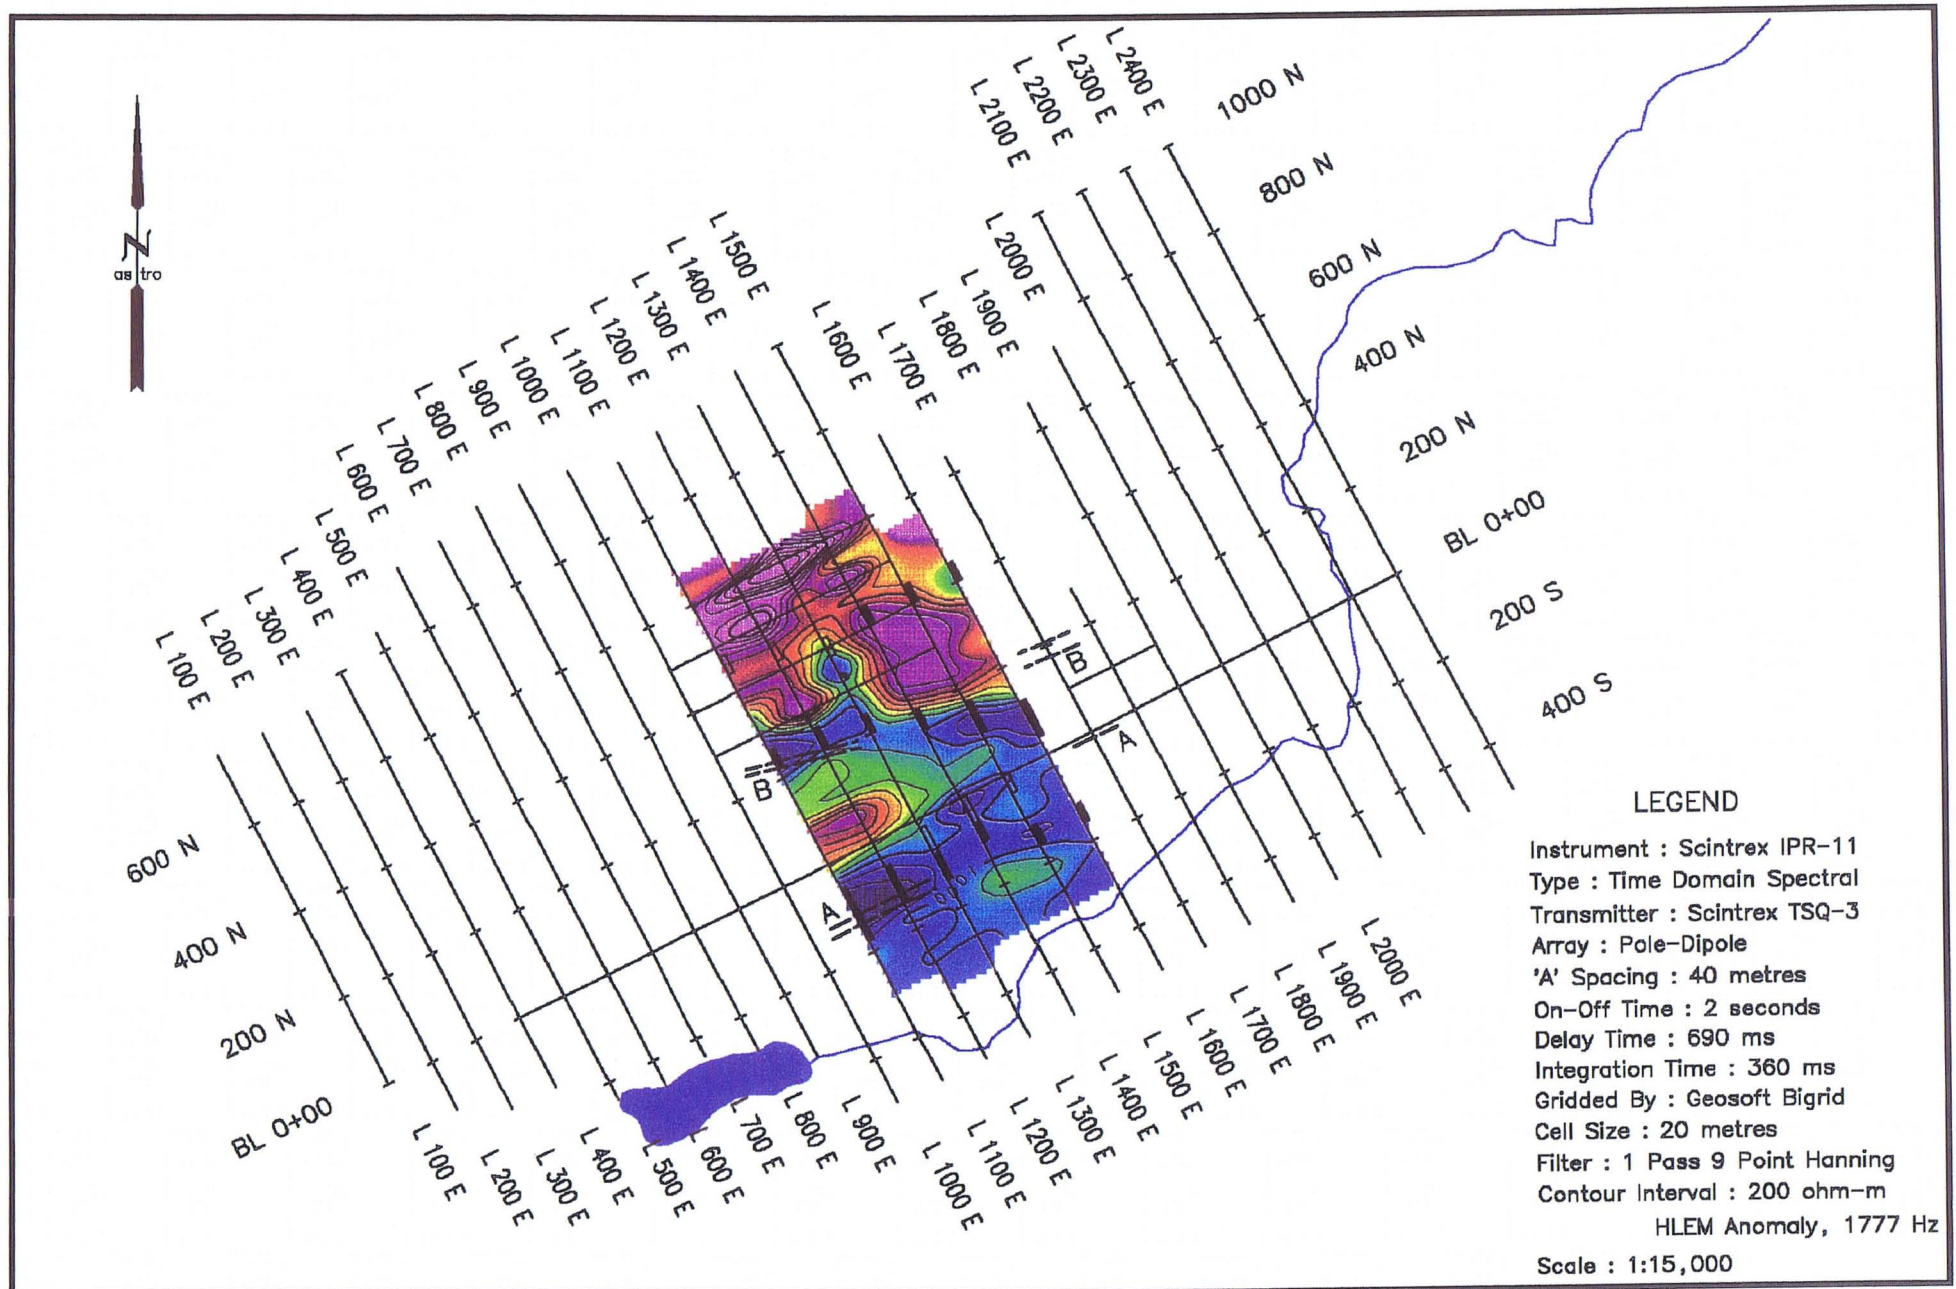 L 2400 E
L 2300 E
L 2200 E
L 2100 E
1000 N
800 N
600 N
400 N
200 N
BL 0+00
200 S
400 S
N
as tro
L 2000 E
L 1900 E
L 1800 E
L 1700 E
L 1600 E
L 1500 E
L 1400 E
L 1300 E
L 1200 E
L 1100 E
L 1000 E
L 900 E
L 800 E
L 700 E
L 600 E
L 500 E
L 400 E
L 300 E
L 200 E
L 100 E
B
A
B
A
600 N
400 N
200 N
BL 0+00
L 100 E
L 200 E
L 300 E
L 400 E
L 500 E
L 600 E
L 700 E
L 800 E
L 900 E
L 1000 E
L 1100 E
L 1200 E
L 1300 E
L 1400 E
L 1500 E
L 1600 E
L 1700 E
L 1800 E
L 1900 E
L 2000 E
LEGEND
Instrument : Scintrex IPR-11
Type : Time Domain Spectral
Transmitter : Scintrex TSQ-3
Array : Pole-Dipole
'A' Spacing : 40 metres
On-Off Time : 2 seconds
Delay Time : 690 ms
Integration Time : 360 ms
Gridded By : Geosoft Bigrid
Cell Size : 20 metres
Filter : 1 Pass 9 Point Hanning
Contour Interval : 200 ohm-m
HLEM Anomaly, 1777 Hz
Scale : 1:15,000